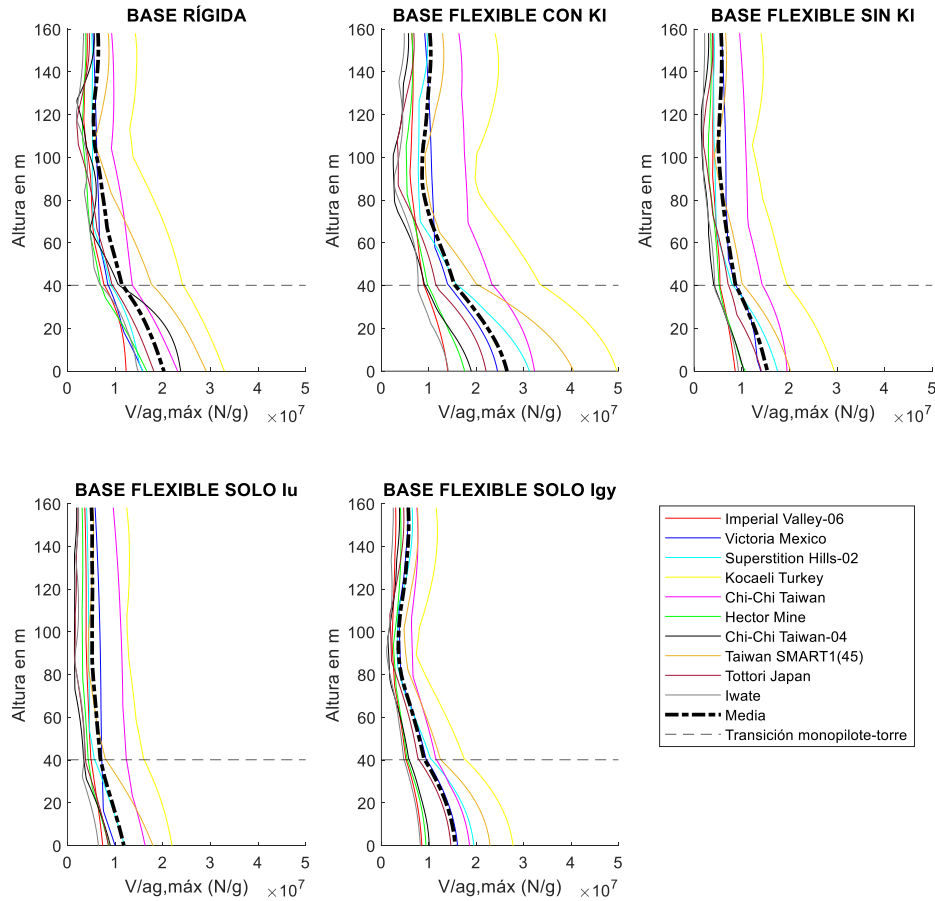 BASE RÍGIDA
160
140
120
100
80
60
40
20
0
Altura en m
0 1 2 3 4 5
V/ag,máx (N/g) ×10^7
BASE FLEXIBLE CON KI
160
140
120
100
80
60
40
20
0
Altura en m
0 1 2 3 4 5
V/ag,máx (N/g) ×10^7
BASE FLEXIBLE SIN KI
160
140
120
100
80
60
40
20
0
Altura en m
0 1 2 3 4 5
V/ag,máx (N/g) ×10^7
BASE FLEXIBLE SOLO Iu
160
140
120
100
80
60
40
20
0
Altura en m
0 1 2 3 4 5
V/ag,máx (N/g) ×10^7
BASE FLEXIBLE SOLO Igy
160
140
120
100
80
60
40
20
0
Altura en m
0 1 2 3 4 5
V/ag,máx (N/g) ×10^7
Imperial Valley-06
Victoria Mexico
Superstition Hills-02
Kocaeli Turkey
Chi-Chi Taiwan
Hector Mine
Chi-Chi Taiwan-04
Taiwan SMART1(45)
Tottori Japan
Iwate
Media
Transición monopilote-torre